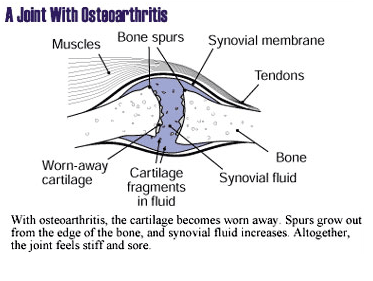 A Joint With Osteoarthritis
Bone spurs
Muscles
Synovial membrane
Tendons
Bone
Worn-away
cartilage
Cartilage
fragments
in fluid
Synovial fluid
With osteoarthritis, the cartilage becomes worn away. Spurs grow out
from the edge of the bone, and synovial fluid increases. Altogether,
the joint feels stiff and sore.